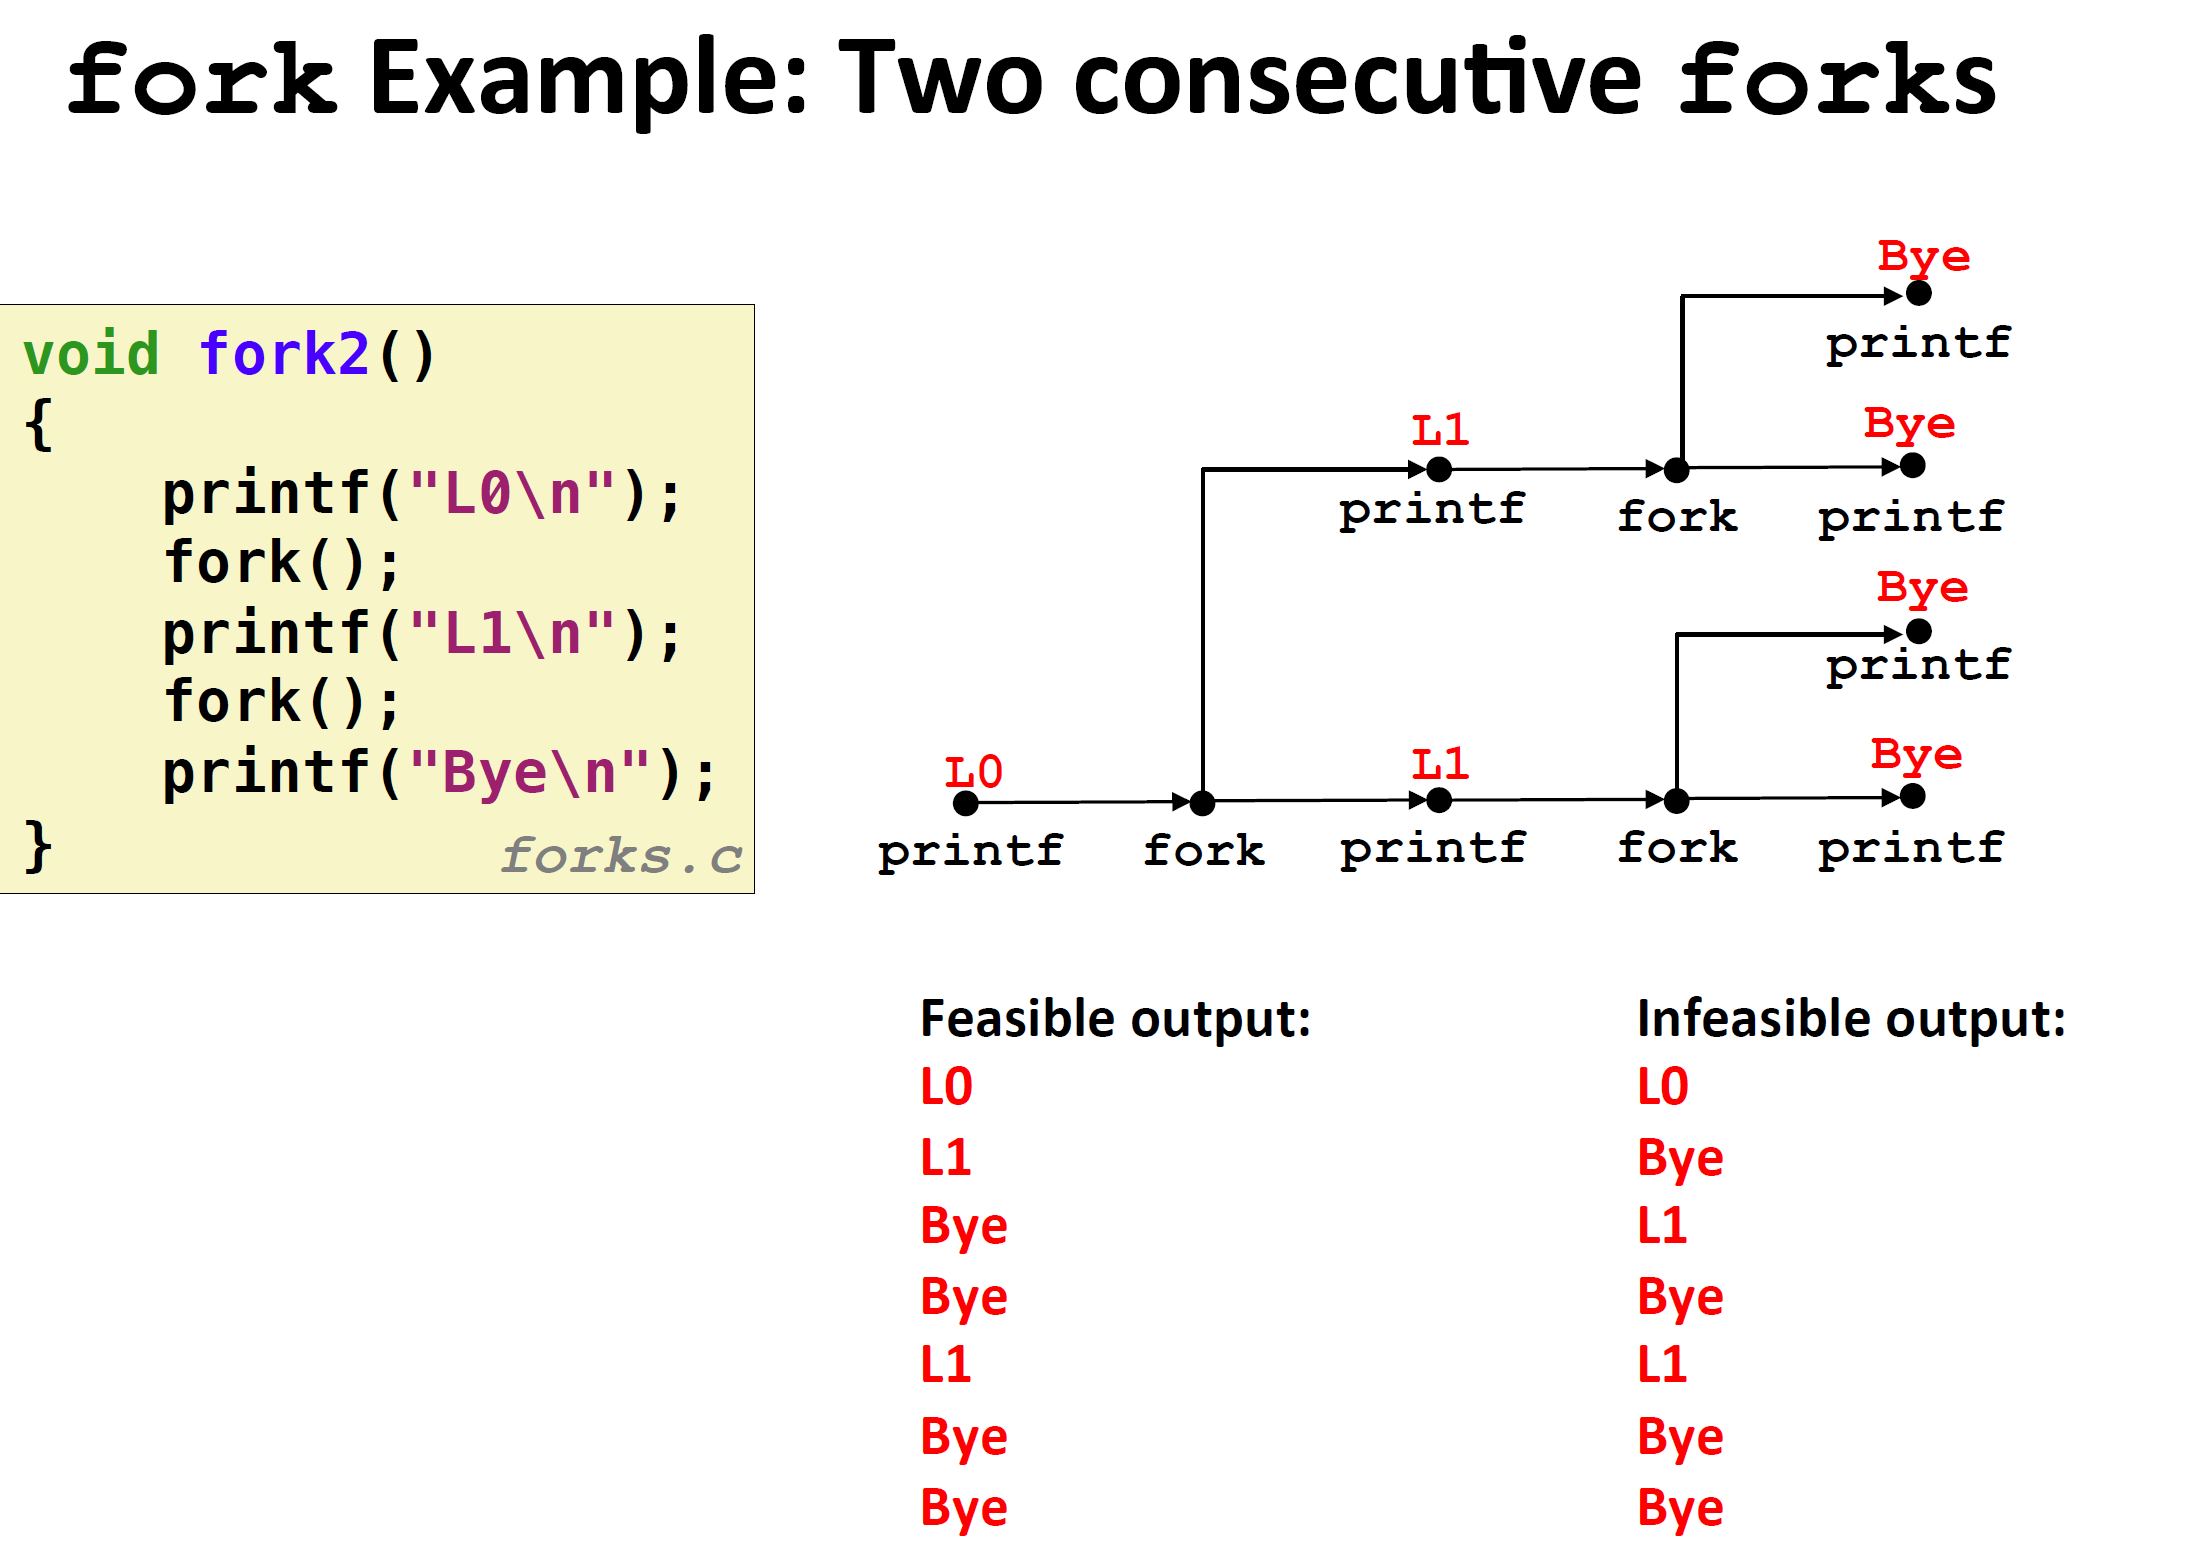 fork Example: Two consecutive forks
void fork2()
{
printf("L0\n");
fork();
printf("L1\n");
fork();
printf("Bye\n");
}
forks.c
Bye
printf
L1
Bye
printf
fork
printf
Bye
printf
L0
L1
Bye
printf
fork
printf
fork
printf
Feasible output:
L0
L1
Bye
Bye
L1
Bye
Bye
Infeasible output:
L0
Bye
L1
Bye
L1
Bye
Bye